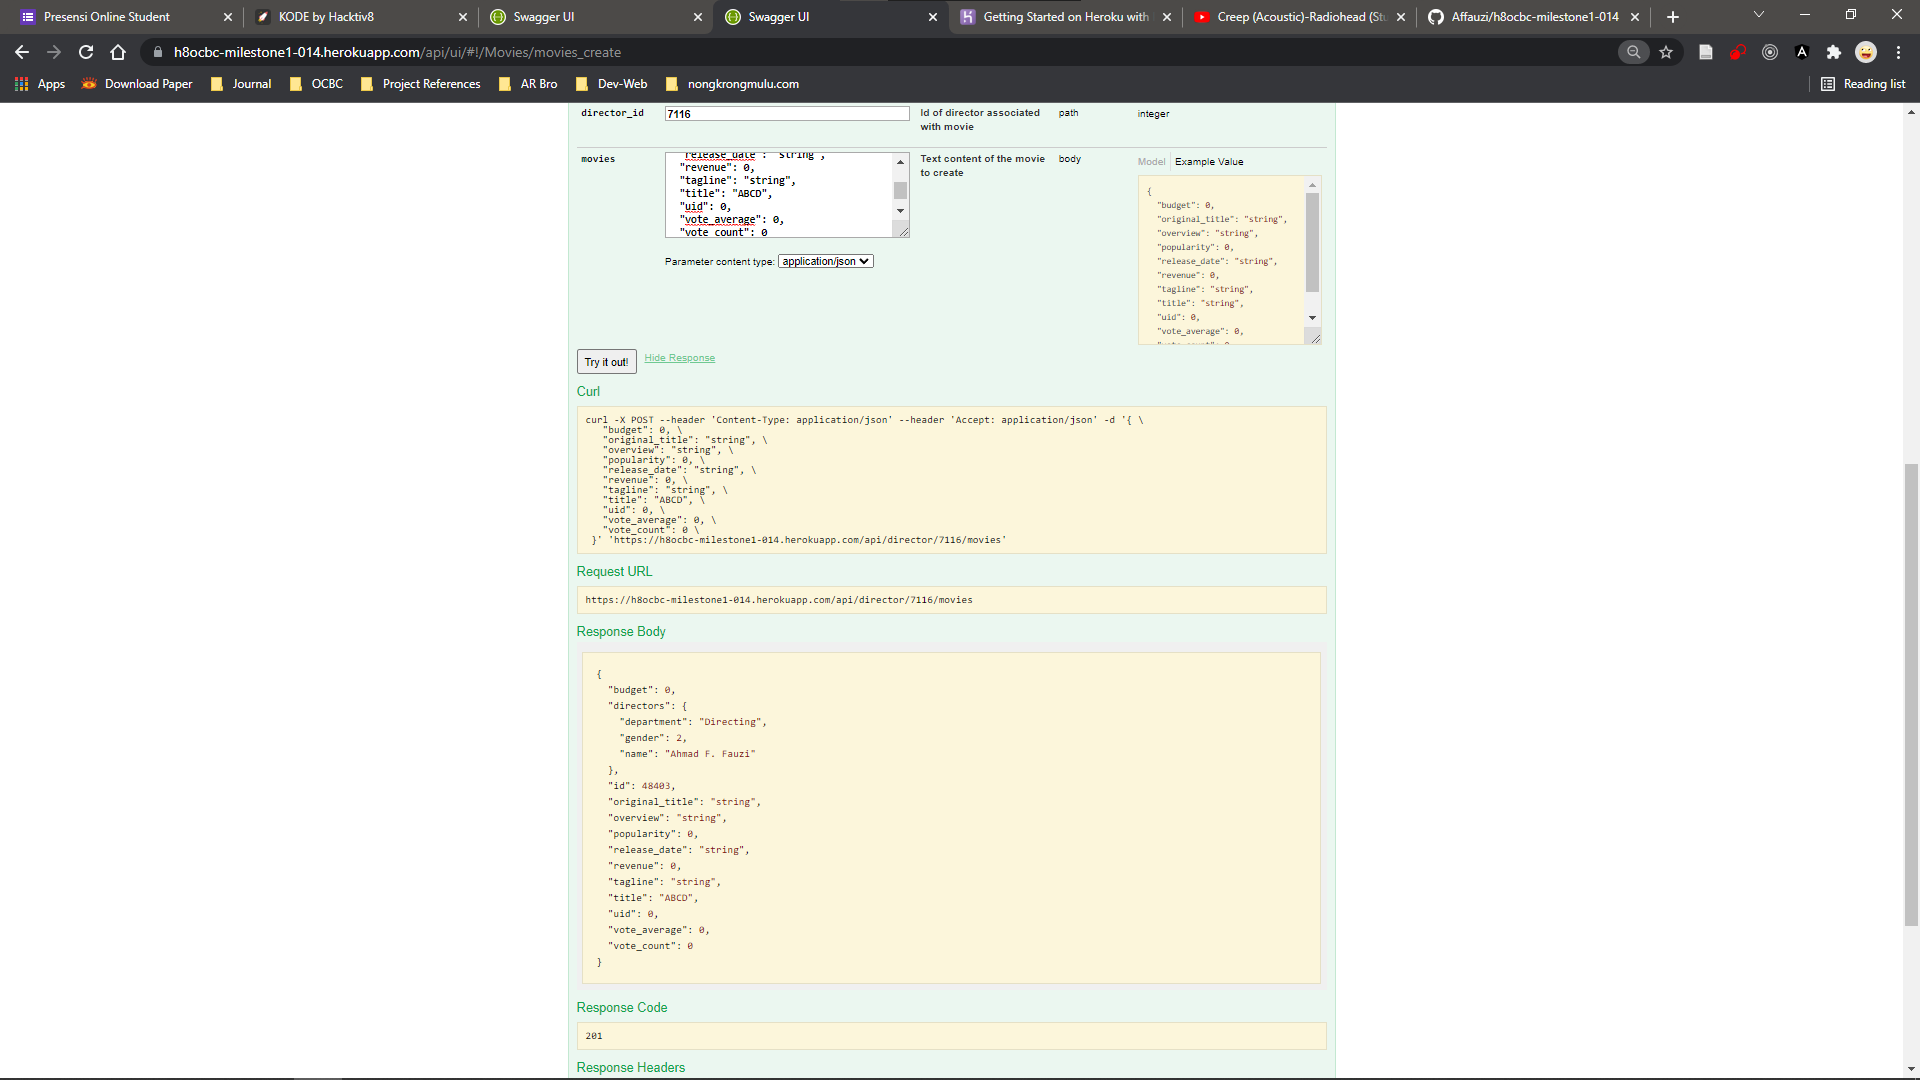 Presensi Online Student
KODE by Hacktiv8
Swagger UI
Swagger UI
Getting Started on Heroku with
Creep (Acoustic)-Radiohead (Stu
Affauzi/h8ocbc-milestone1-014
h8ocbc-milestone1-014.herokuapp.com/api/ui/#!/Movies/movies_create
Apps
Download Paper
Journal
OCBC
Project References
AR Bro
Dev-Web
nongkrongmulu.com
Reading list
director_id
7116
Id of director associated
with movie
path
integer
movies
"release_date": "string",
"revenue": 0,
"tagline": "string",
"title": "ABCD",
"uid": 0,
"vote_average": 0,
"vote_count": 0
Text content of the movie
to create
body
Model
Example Value
{
"budget": 0,
"original_title": "string",
"overview": "string",
"popularity": 0,
"release_date": "string",
"revenue": 0,
"tagline": "string",
"title": "string",
"uid": 0,
"vote_average": 0,
Parameter content type: application/json
Try it out!
Hide Response
Curl
curl -X POST --header 'Content-Type: application/json' --header 'Accept: application/json' -d '{ \
"budget": 0, \
"original_title": "string", \
"overview": "string", \
"popularity": 0, \
"release_date": "string", \
"revenue": 0, \
"tagline": "string", \
"title": "ABCD", \
"uid": 0, \
"vote_average": 0, \
"vote_count": 0 \
}' 'https://h8ocbc-milestone1-014.herokuapp.com/api/director/7116/movies'
Request URL
https://h8ocbc-milestone1-014.herokuapp.com/api/director/7116/movies
Response Body
{
"budget": 0,
"directors": {
"department": "Directing",
"gender": 2,
"name": "Ahmad F. Fauzi"
},
"id": 48403,
"original_title": "string",
"overview": "string",
"popularity": 0,
"release_date": "string",
"revenue": 0,
"tagline": "string",
"title": "ABCD",
"uid": 0,
"vote_average": 0,
"vote_count": 0
}
Response Code
201
Response Headers